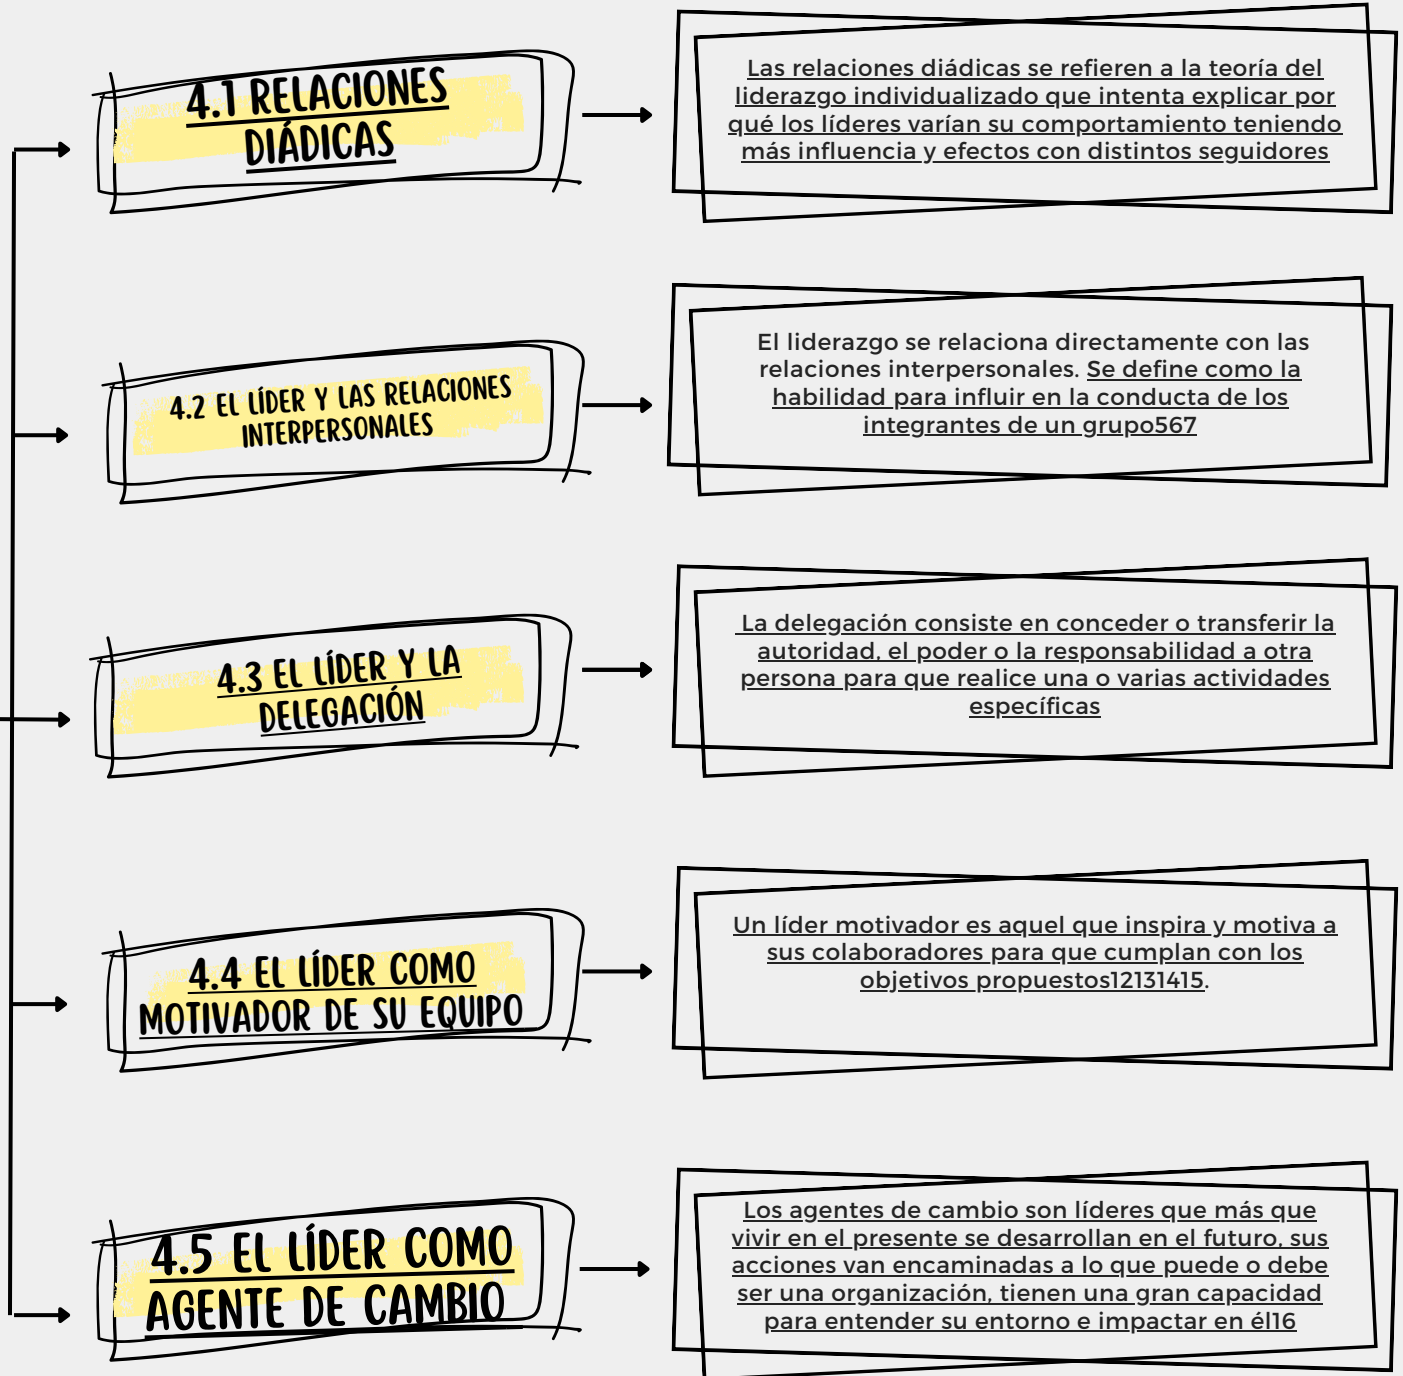 4.1 RELACIONES
DIÁDICAS
Las relaciones diádicas se refieren a la teoría del
liderazgo individualizado que intenta explicar por
qué los líderes varían su comportamiento teniendo
más influencia y efectos con distintos seguidores
4.2 EL LÍDER Y LAS RELACIONES
INTERPERSONALES
El liderazgo se relaciona directamente con las
relaciones interpersonales. Se define como la
habilidad para influir en la conducta de los
integrantes de un grupo567
4.3 EL LÍDER Y LA
DELEGACIÓN
La delegación consiste en conceder o transferir la
autoridad, el poder o la responsabilidad a otra
persona para que realice una o varias actividades
específicas
4.4 EL LÍDER COMO
MOTIVADOR DE SU EQUIPO
Un líder motivador es aquel que inspira y motiva a
sus colaboradores para que cumplan con los
objetivos propuestos12131415.
4.5 EL LÍDER COMO
AGENTE DE CAMBIO
Los agentes de cambio son líderes que más que
vivir en el presente se desarrollan en el futuro, sus
acciones van encaminadas a lo que puede o debe
ser una organización, tienen una gran capacidad
para entender su entorno e impactar en él16